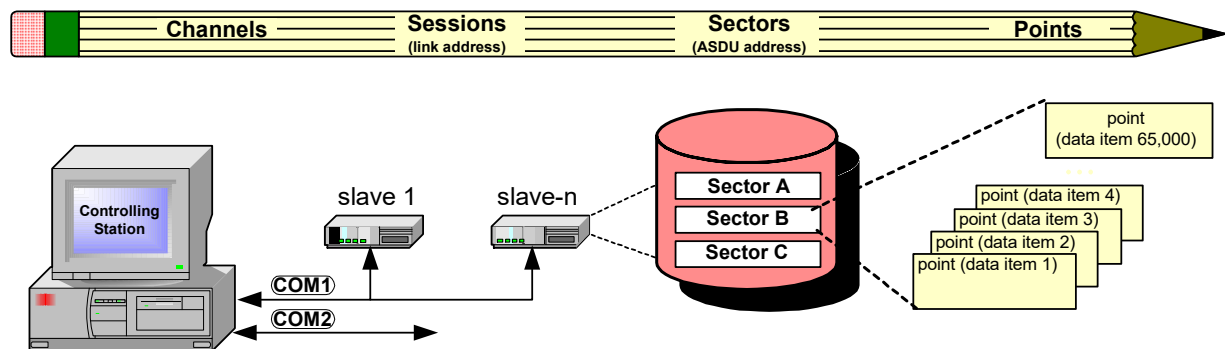 Channels
Sessions
(link address)
Sectors
(ASDU address)
Points
Controlling
Station
slave 1
slave-n
COM1
COM2
Sector A
Sector B
Sector C
point
(data item 65,000)
...
point (data item 4)
point (data item 3)
point (data item 2)
point (data item 1)